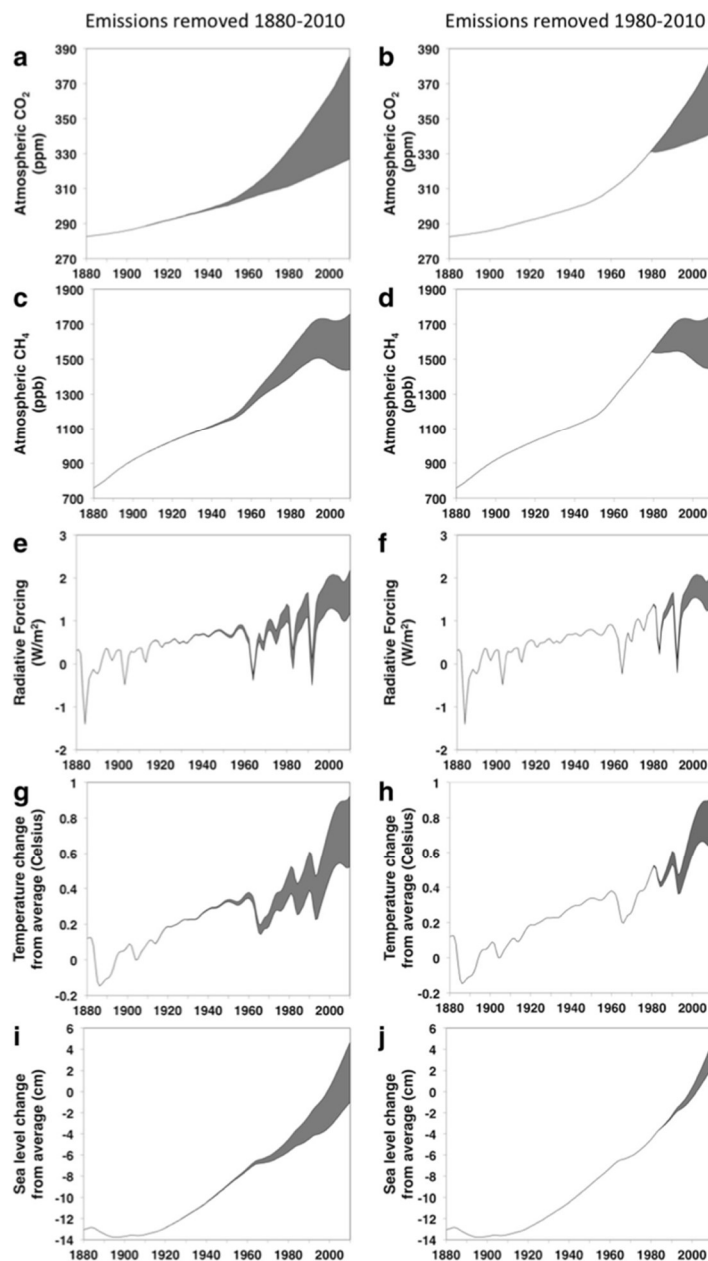 Emissions removed 1880-2010
Emissions removed 1980-2010
a
Atmospheric CO₂
(ppm)
390
370
350
330
310
290
270
1880 1900 1920 1940 1960 1980 2000
b
Atmospheric CO₂
(ppm)
390
370
350
330
310
290
270
1880 1900 1920 1940 1960 1980 200
c
Atmospheric CH₄
(ppb)
1900
1700
1500
1300
1100
900
700
1880 1900 1920 1940 1960 1980 2000
d
Atmospheric CH₄
(ppb)
1900
1700
1500
1300
1100
900
700
1880 1900 1920 1940 1960 1980 200
e
Radiative Forcing
(W/m²)
3
2
1
0
-1
-2
1880 1900 1920 1940 1960 1980 2000
f
Radiative Forcing
(W/m²)
3
2
1
0
-1
-2
1880 1900 1920 1940 1960 1980 200
g
Temperature change
from average (Celsius)
1
0.8
0.6
0.4
0.2
0
-0.2
1880 1900 1920 1940 1960 1980 2000
h
Temperature change
from average (Celsius)
1
0.8
0.6
0.4
0.2
0
-0.2
1880 1900 1920 1940 1960 1980 200
i
Sea level change
from average (cm)
6
4
2
0
-2
-4
-6
-8
-10
-12
-14
1880 1900 1920 1940 1960 1980 2000
j
Sea level change
from average (cm)
6
4
2
0
-2
-4
-6
-8
-10
-12
-14
1880 1900 1920 1940 1960 1980 200